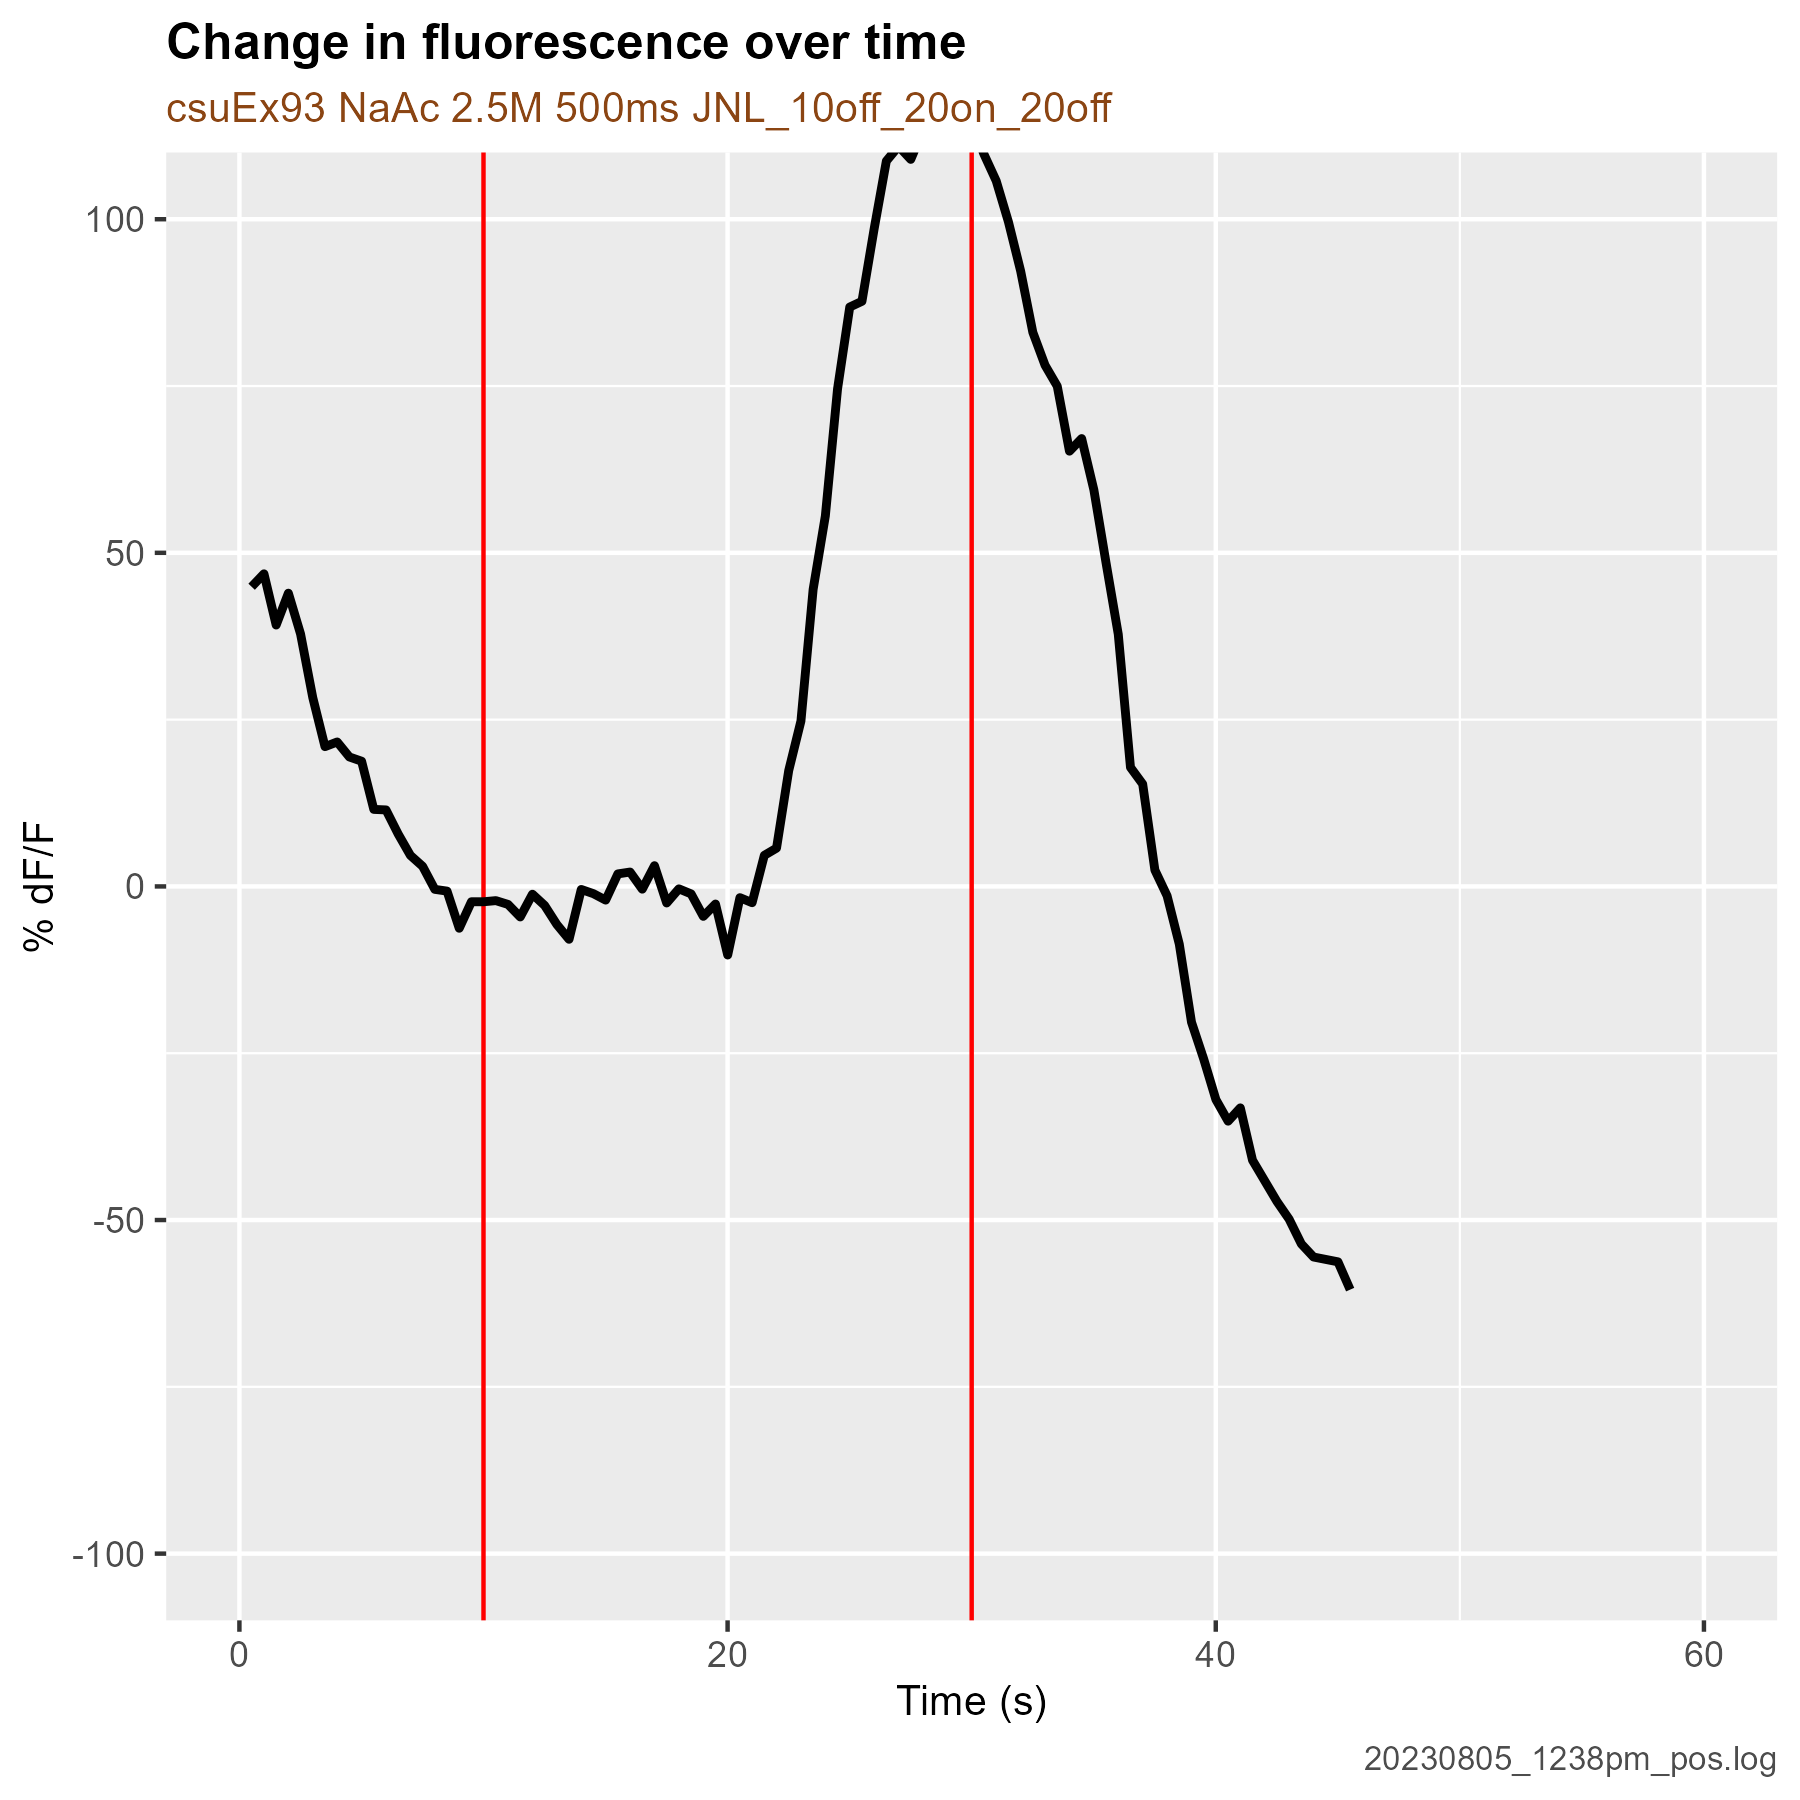 Change in fluorescence over time
csuEx93 NaAc 2.5M 500ms JNL_10off_20on_20off
100
50
0
-50
-100
% dF/F
0 20 40 60
Time (s)
20230805_1238pm_pos.log